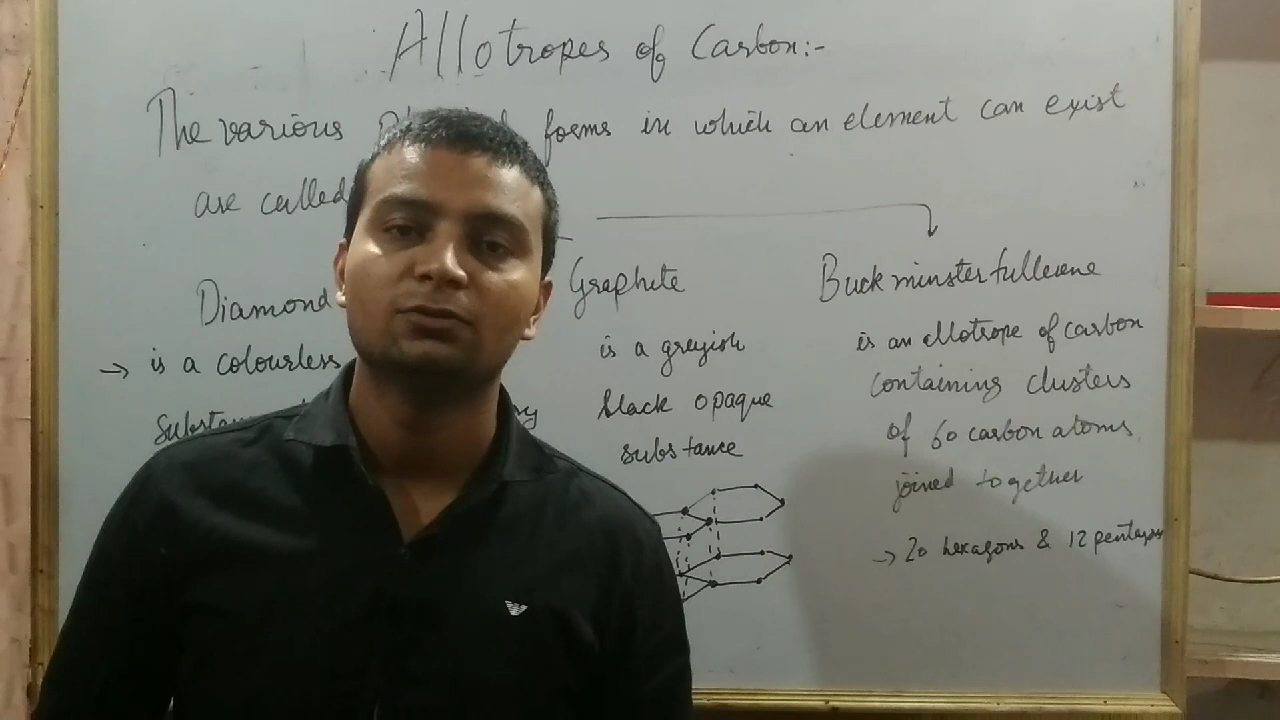 Allotropes of Carbon:-
The various forms in which an element can exist
are called
Diamond
→ is a colourless
Graphite
is a greyish
black opaque
substance
Buckminsterfullerene
is an allotrope of carbon
containing clusters
of 60 carbon atoms
joined together
→ 20 hexagons & 12